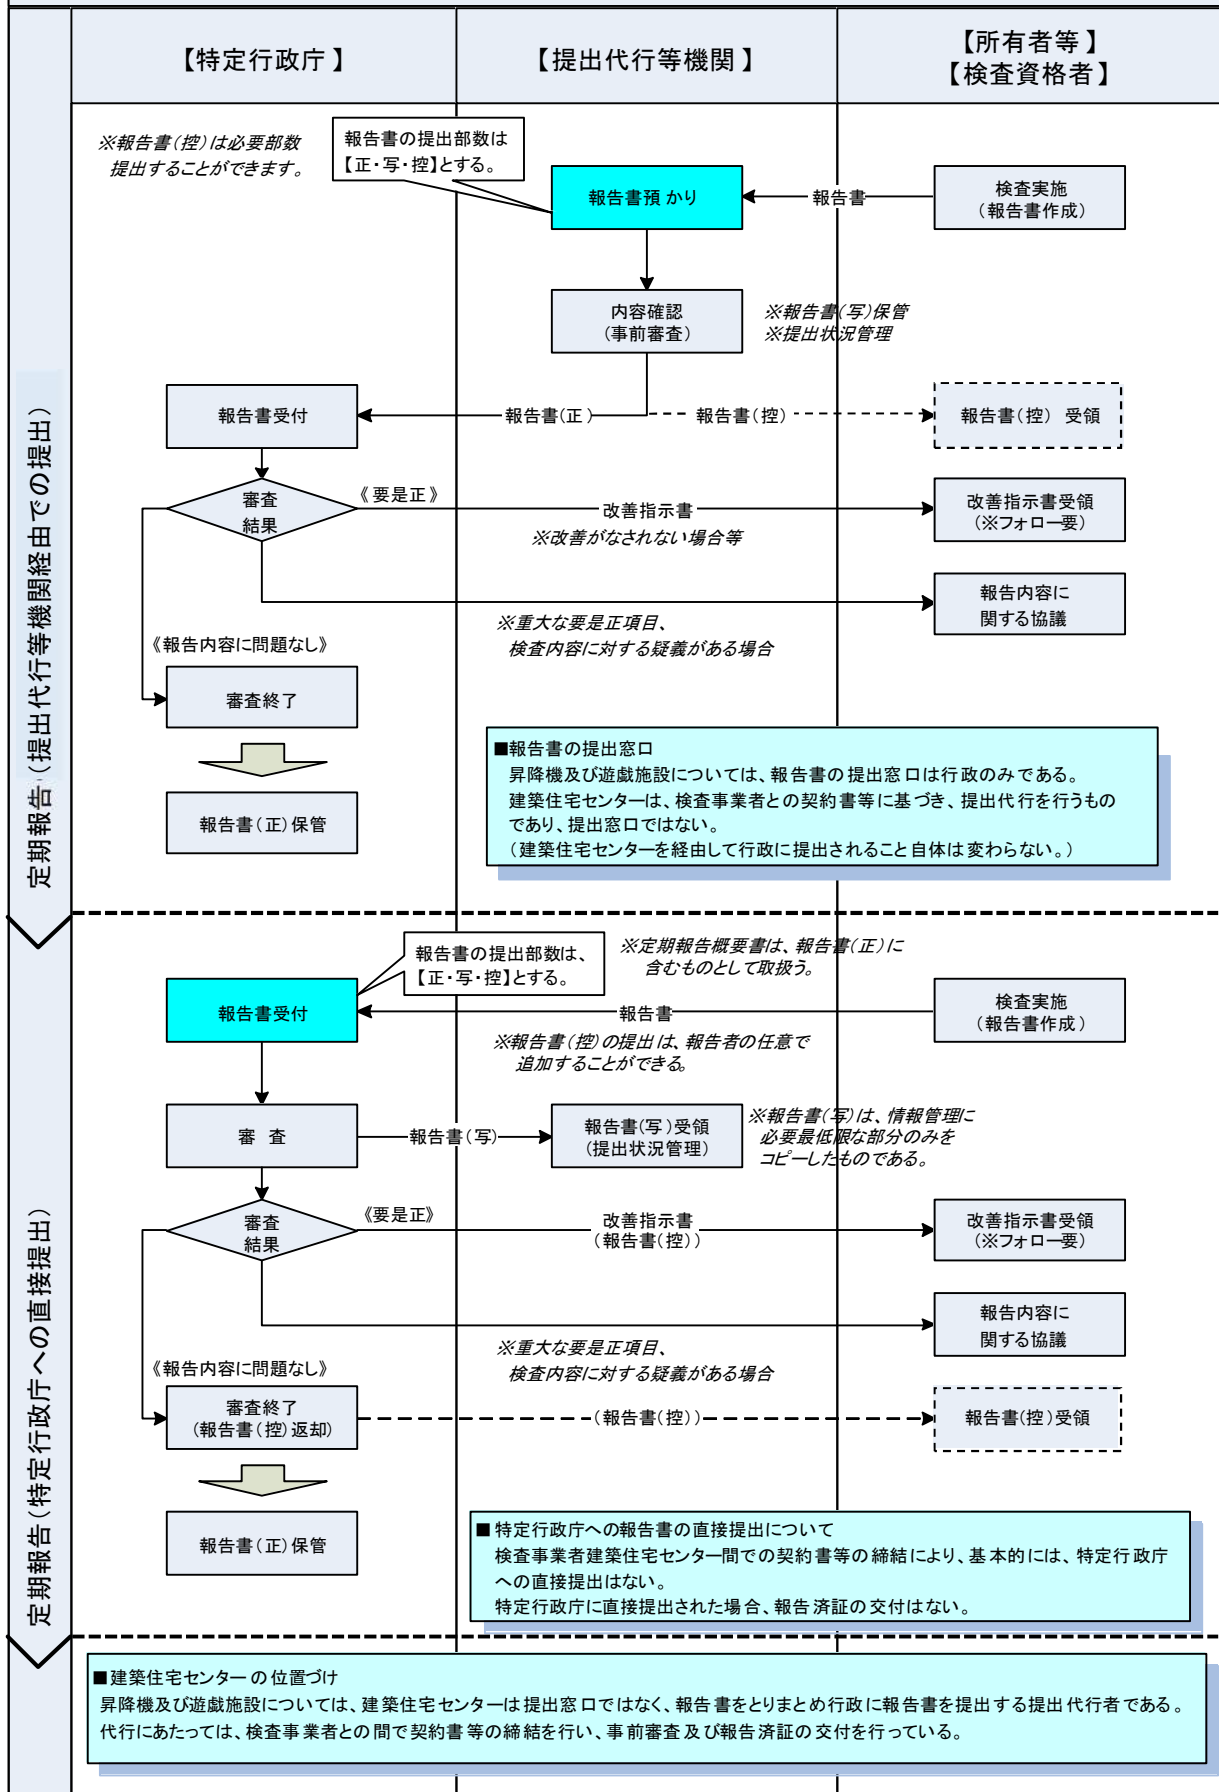 【特定行政庁】
【提出代行等機関】
【所有者等】
【検査資格者】
定期報告(提出代行等機関経由での提出)
※報告書(控)は必要部数
提出することができます。
報告書の提出部数は
【正・写・控】とする。
報告書預かり
報告書
検査実施
(報告書作成)
内容確認
(事前審査)
※報告書(写)保管
※提出状況管理
報告書受付
報告書(正)
報告書(控)
報告書(控) 受領
審査
結果
《要是正》
改善指示書
※改善がなされない場合等
改善指示書受領
(※フォロー要)
報告内容に
関する協議
※重大な要是正項目、
検査内容に対する疑義がある場合
《報告内容に問題なし》
審査終了
報告書(正)保管
■報告書の提出窓口
昇降機及び遊戯施設については、報告書の提出窓口は行政のみである。
建築住宅センターは、検査事業者との契約書等に基づき、提出代行を行うもの
であり、提出窓口ではない。
(建築住宅センターを経由して行政に提出されること自体は変わらない。)
定期報告(特定行政庁への直接提出)
報告書の提出部数は、
【正・写・控】とする。
※定期報告概要書は、報告書(正)に
含むものとして取扱う。
報告書受付
報告書
検査実施
(報告書作成)
※報告書(控)の提出は、報告者の任意で
追加することができる。
審 査
報告書(写)
報告書(写)受領
(提出状況管理)
※報告書(写)は、情報管理に
必要最低限な部分のみを
コピーしたものである。
審査
結果
《要是正》
改善指示書
(報告書(控))
改善指示書受領
(※フォロー要)
報告内容に
関する協議
※重大な要是正項目、
検査内容に対する疑義がある場合
《報告内容に問題なし》
審査終了
(報告書(控)返却)
(報告書(控))
報告書(控)受領
報告書(正)保管
■特定行政庁への報告書の直接提出について
検査事業者建築住宅センター間での契約書等の締結により、基本的には、特定行政庁
への直接提出はない。
特定行政庁に直接提出された場合、報告済証の交付はない。
■建築住宅センターの位置づけ
昇降機及び遊戯施設については、建築住宅センターは提出窓口ではなく、報告書をとりまとめ行政に報告書を提出する提出代行者である。
代行にあたっては、検査事業者との間で契約書等の締結を行い、事前審査及び報告済証の交付を行っている。